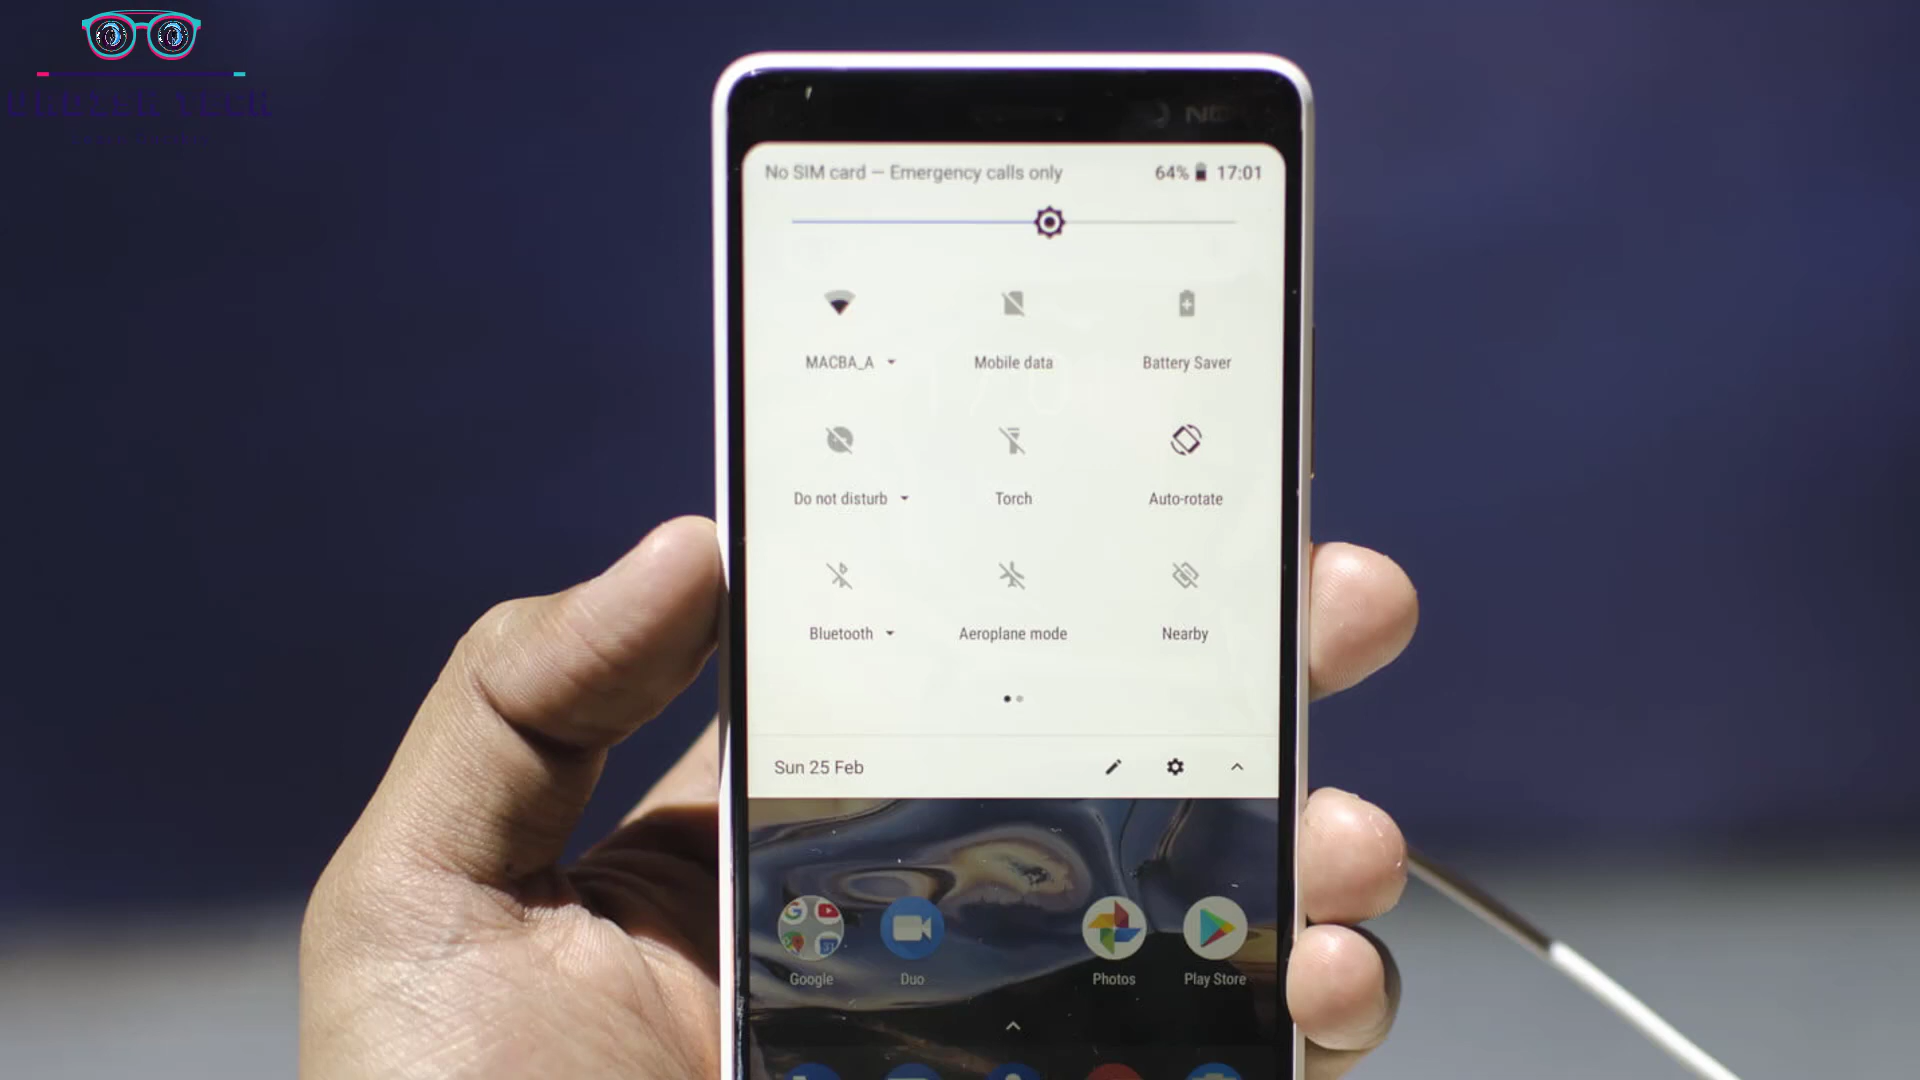 No SIM card — Emergency calls only 64% 17:01
MACBA_A Mobile data Battery Saver
Do not disturb Torch Auto-rotate
Bluetooth Aeroplane mode Nearby
Sun 25 Feb
Google Duo Photos Play Store